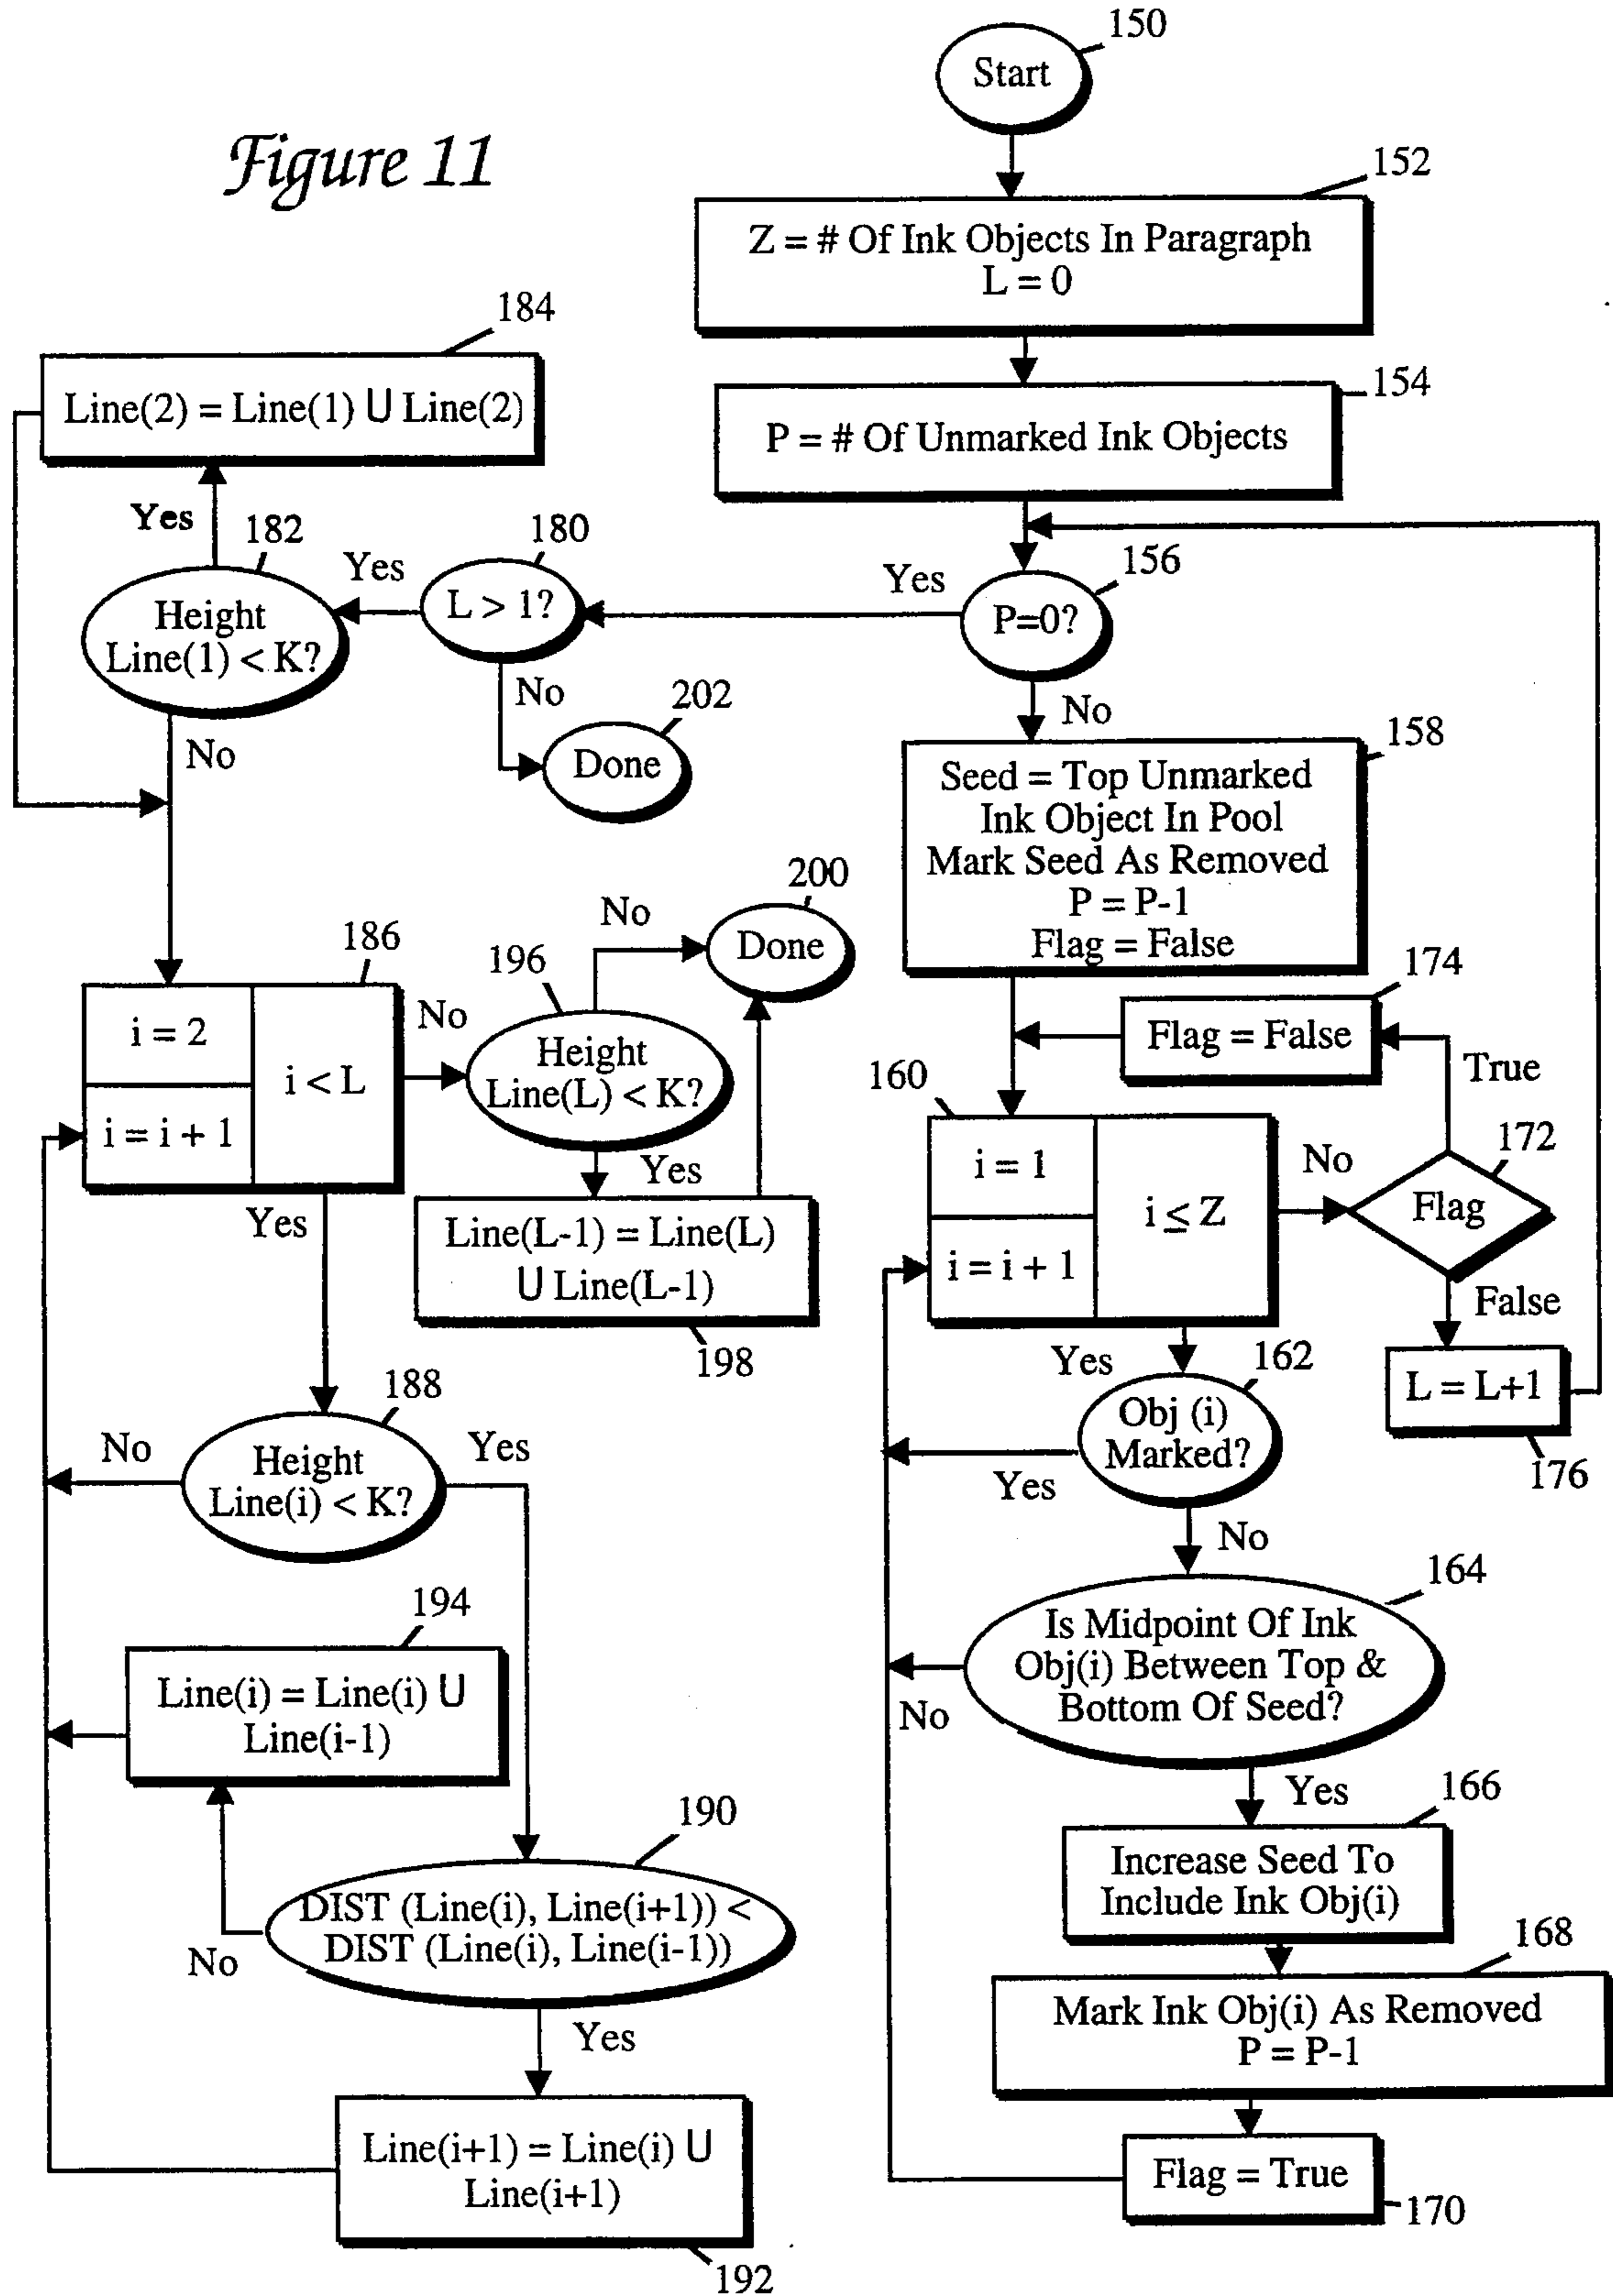 Figure 11
150
Start
152
Z = # Of Ink Objects In Paragraph
L = 0
154
P = # Of Unmarked Ink Objects
156
P=0?
Yes
No
158
Seed = Top Unmarked
Ink Object In Pool
Mark Seed As Removed
P = P-1
Flag = False
174
Flag = False
True
160
i = 1
i = i + 1
i ≤ Z
No
172
Flag
False
L = L+1
176
Yes
162
Obj (i)
Marked?
Yes
No
164
Is Midpoint Of Ink
Obj(i) Between Top &
Bottom Of Seed?
No
Yes
166
Increase Seed To
Include Ink Obj(i)
168
Mark Ink Obj(i) As Removed
P = P-1
Flag = True
170
180
L > 1?
Yes
No
202
Done
182
Height
Line(1) < K?
Yes
No
184
Line(2) = Line(1) U Line(2)
186
i = 2
i = i + 1
i < L
No
196
Height
Line(L) < K?
No
200
Done
Yes
Line(L-1) = Line(L)
U Line(L-1)
198
Yes
188
Height
Line(i) < K?
No
Yes
194
Line(i) = Line(i) U
Line(i-1)
190
DIST (Line(i), Line(i+1)) <
DIST (Line(i), Line(i-1))
No
Yes
Line(i+1) = Line(i) U
Line(i+1)
192